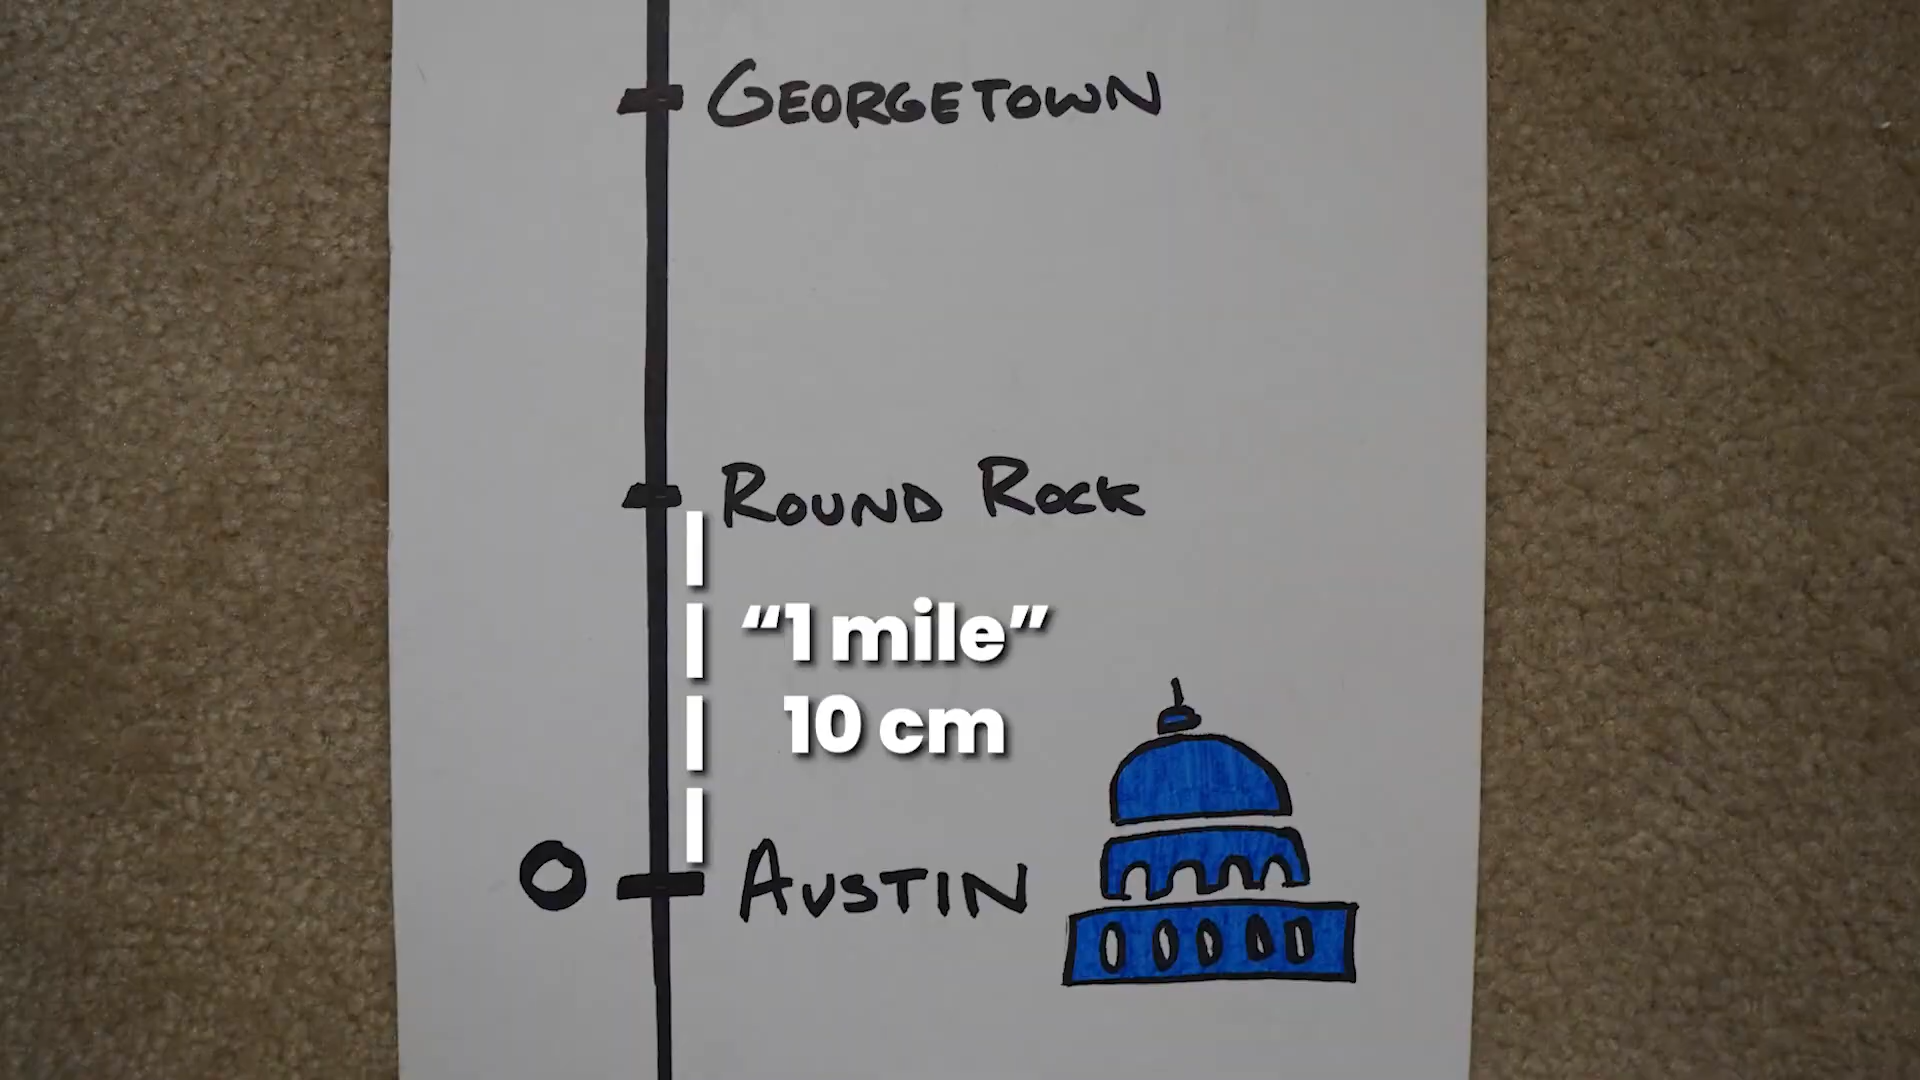 GEORGETOWN
ROUND ROCK
“1 mile”
10 cm
0 AUSTIN